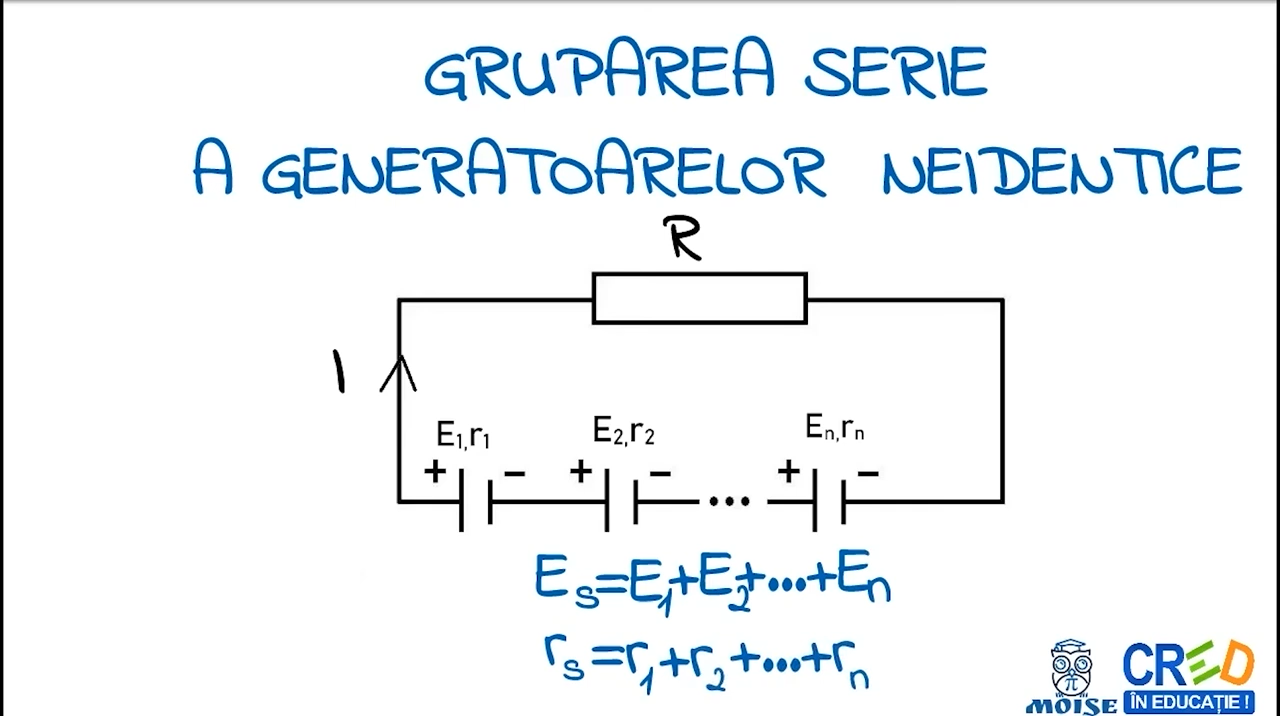 GRUPAREA SERIE
A GENERATOARELOR NEIDENTICE
R
I
E₁,r₁ E₂,r₂ Eₙ,rₙ
+ − + − ... + −
Eₛ=E₁+E₂+...+Eₙ
rₛ=r₁+r₂+...+rₙ
π
MOISE
CRED
ÎN EDUCAȚIE!